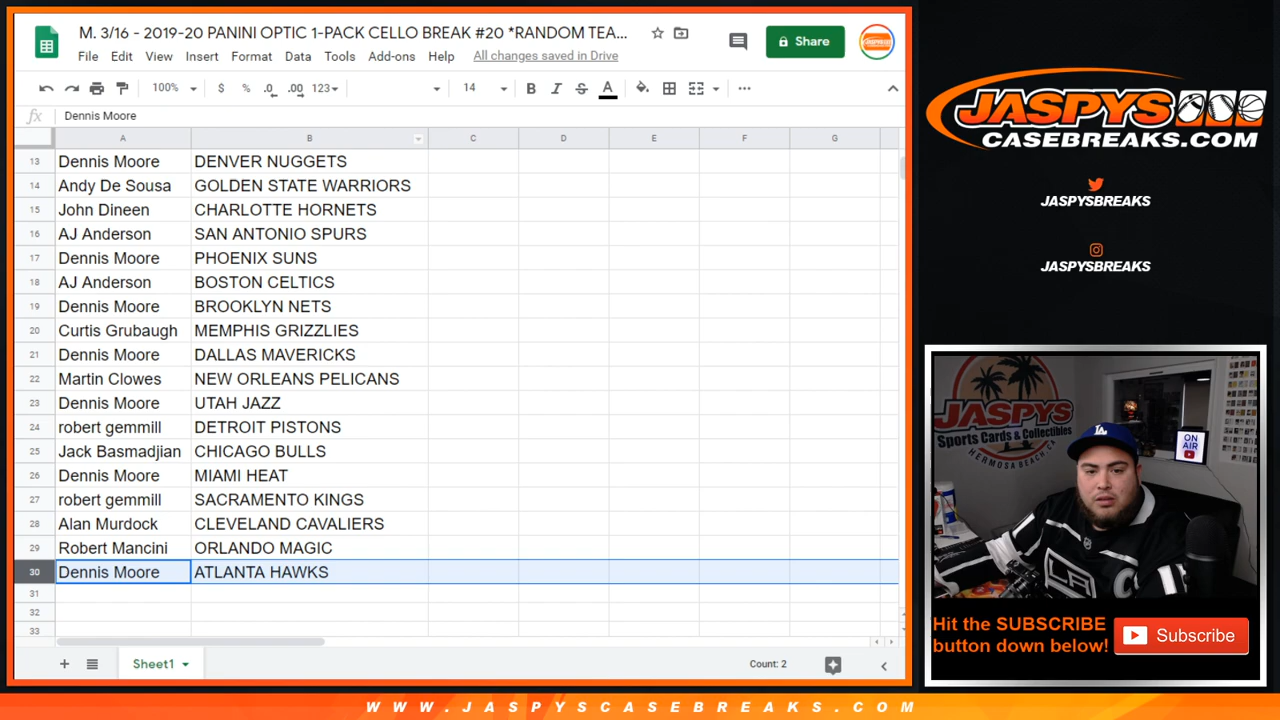 M. 3/16 - 2019-20 PANINI OPTIC 1-PACK CELLO BREAK #20 *RANDOM TEA...
Share
File Edit View Insert Format Data Tools Add-ons Help All changes saved in Drive
100% $ % .0 .00 123 14 B I S A
fx Dennis Moore
A B C D E F G
13 Dennis Moore DENVER NUGGETS
14 Andy De Sousa GOLDEN STATE WARRIORS
15 John Dineen CHARLOTTE HORNETS
16 AJ Anderson SAN ANTONIO SPURS
17 Dennis Moore PHOENIX SUNS
18 AJ Anderson BOSTON CELTICS
19 Dennis Moore BROOKLYN NETS
20 Curtis Grubaugh MEMPHIS GRIZZLIES
21 Dennis Moore DALLAS MAVERICKS
22 Martin Clowes NEW ORLEANS PELICANS
23 Dennis Moore UTAH JAZZ
24 robert gemmill DETROIT PISTONS
25 Jack Basmadjian CHICAGO BULLS
26 Dennis Moore MIAMI HEAT
27 robert gemmill SACRAMENTO KINGS
28 Alan Murdock CLEVELAND CAVALIERS
29 Robert Mancini ORLANDO MAGIC
30 Dennis Moore ATLANTA HAWKS
31
32
33
Sheet1 Count: 2
JASPYS
CASEBREAKS.COM
JASPYSBREAKS
JASPYSBREAKS
JASPYS
Sports Cards & Collectibles
HERMOSA BEACH, CA
ON
AIR
LA
LA
C
Hit the SUBSCRIBE
button down below!
Subscribe
WWW.JASPYSCASEBREAKS.COM